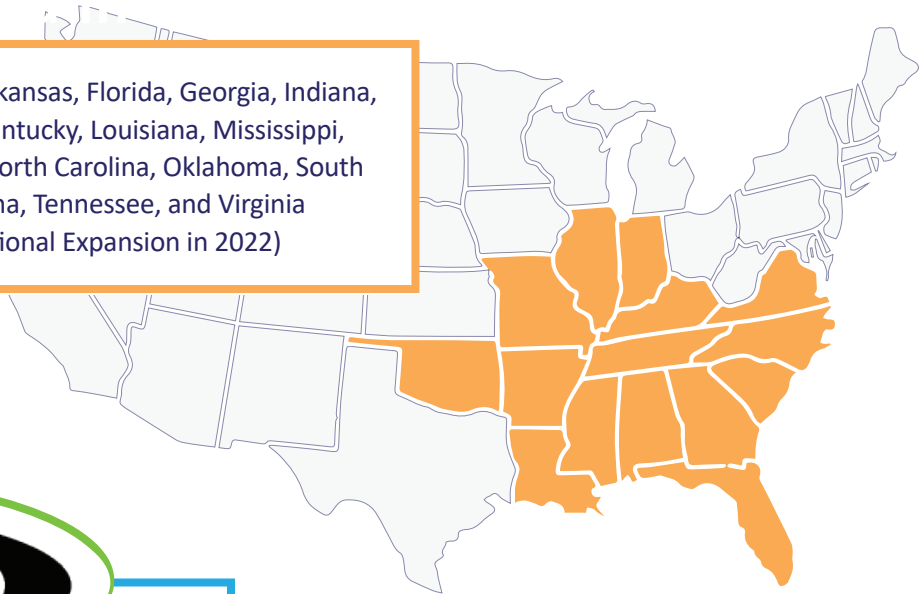 kansas, Florida, Georgia, Indiana,
ntucky, Louisiana, Mississippi,
orth Carolina, Oklahoma, South
na, Tennessee, and Virginia
ional Expansion in 2022)